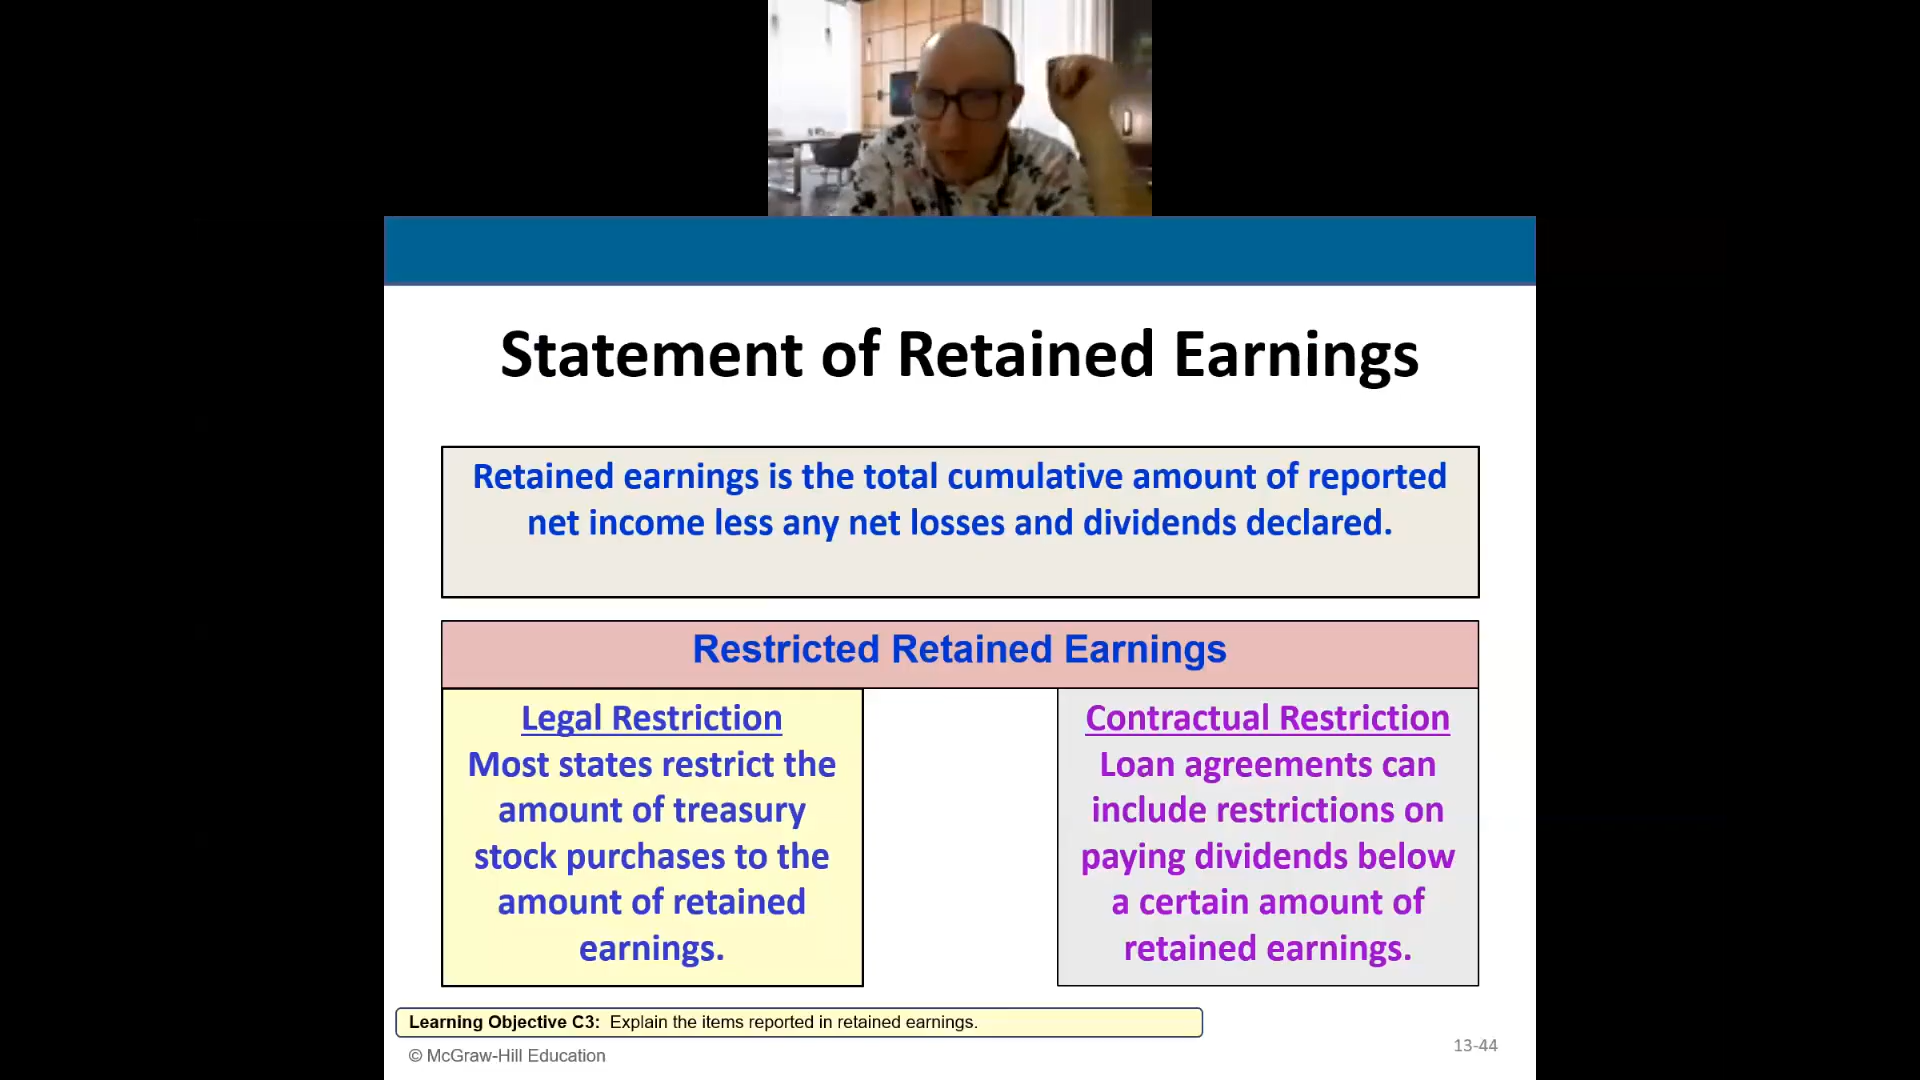 Statement of Retained Earnings
Retained earnings is the total cumulative amount of reported
net income less any net losses and dividends declared.
Restricted Retained Earnings
Legal Restriction
Most states restrict the
amount of treasury
stock purchases to the
amount of retained
earnings.
Contractual Restriction
Loan agreements can
include restrictions on
paying dividends below
a certain amount of
retained earnings.
Learning Objective C3: Explain the items reported in retained earnings.
© McGraw-Hill Education
13-44